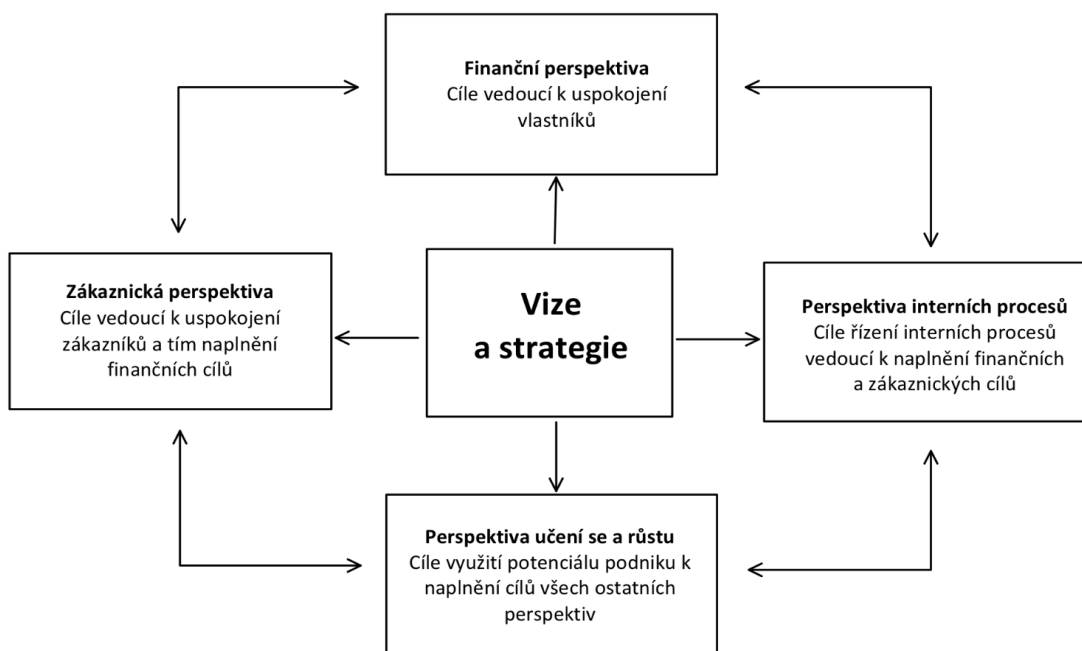 Finanční perspektiva
Cíle vedoucí k uspokojení
vlastníků
Zákaznická perspektiva
Cíle vedoucí k uspokojení
zákazníků a tím naplnění
finančních cílů
Vize
a strategie
Perspektiva interních procesů
Cíle řízení interních procesů
vedoucí k naplnění finančních
a zákaznických cílů
Perspektiva učení se a růstu
Cíle využití potenciálu podniku k
naplnění cílů všech ostatních
perspektiv